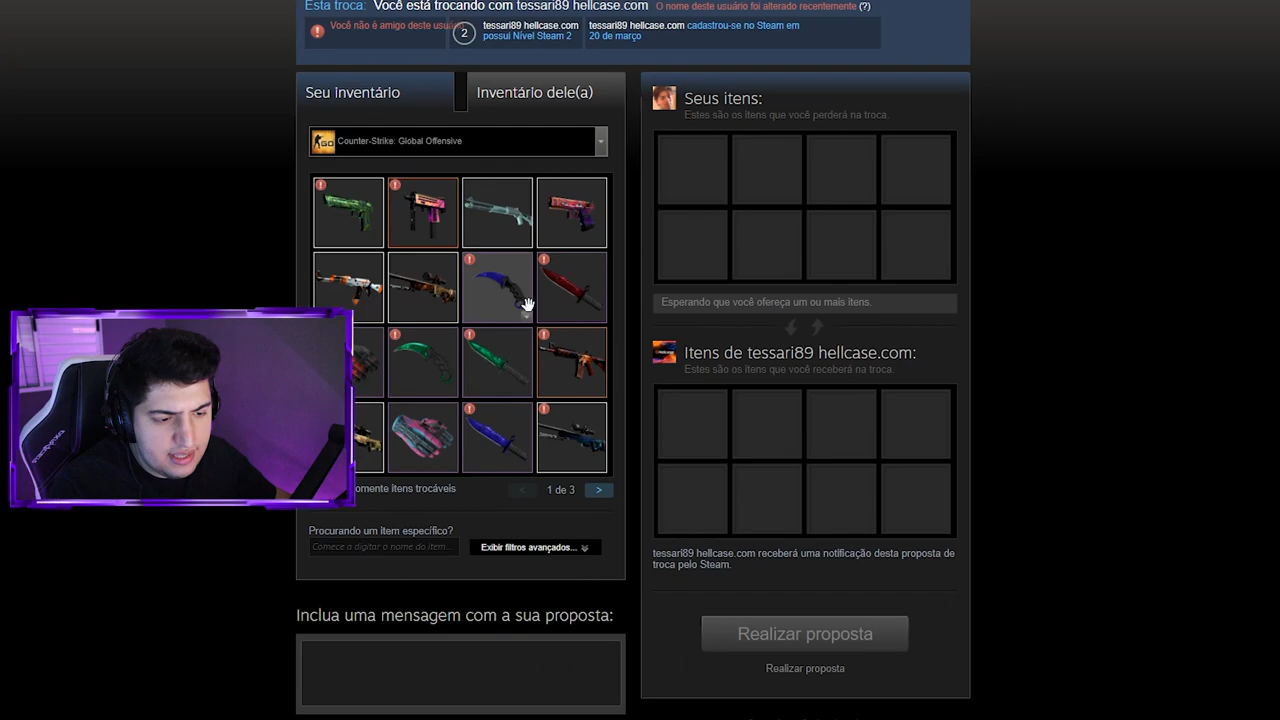 Esta troca: Você está trocando com tessari89 hellcase.com O nome deste usuário foi alterado recentemente (?)
Você não é amigo deste usuário
2
tessari89 hellcase.com
possui Nível Steam 2
tessari89 hellcase.com cadastrou-se no Steam em
20 de março
Seu Inventário
Inventário dele(a)
GO
Counter-Strike: Global Offensive
omente itens trocáveis
<
1 de 3
>
Procurando um item específico?
Comece a digitar o nome do item...
Exibir filtros avançados...
Inclua uma mensagem com a sua proposta:
Seus itens:
Estes são os itens que você perderá na troca.
Esperando que você ofereça um ou mais itens.
Itens de tessari89 hellcase.com:
Estes são os itens que você receberá na troca.
tessari89 hellcase.com receberá uma notificação desta proposta de
troca pelo Steam.
Realizar proposta
Realizar proposta